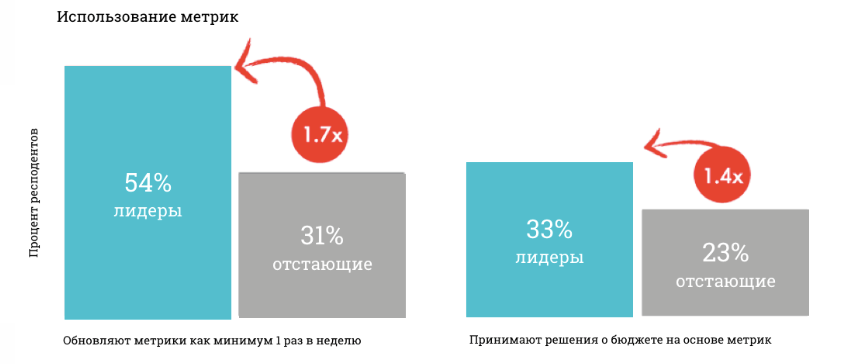 Использование метрик
Процент респодентов
1.7x
54%
лидеры
31%
отстающие
Обновляют метрики как минимум 1 раз в неделю
1.4x
33%
лидеры
23%
отстающие
Принимают решения о бюджете на основе метрик